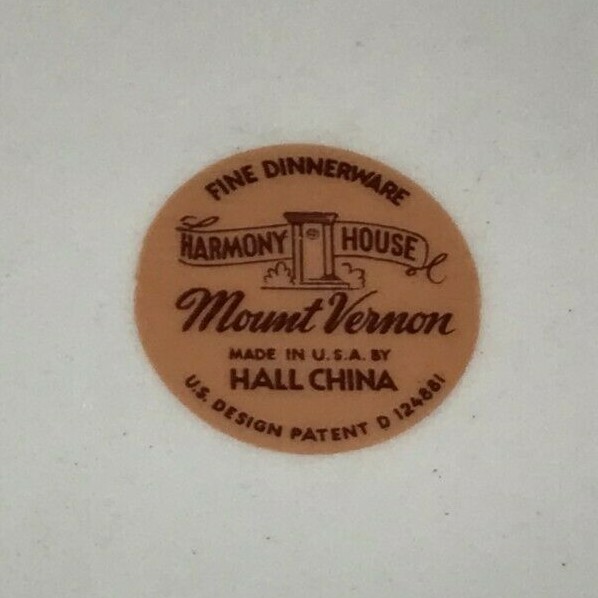 FINE DINNERWARE
HARMONY HOUSE
Mount Vernon
MADE IN U.S.A. BY
HALL CHINA
U.S. DESIGN PATENT D 124881